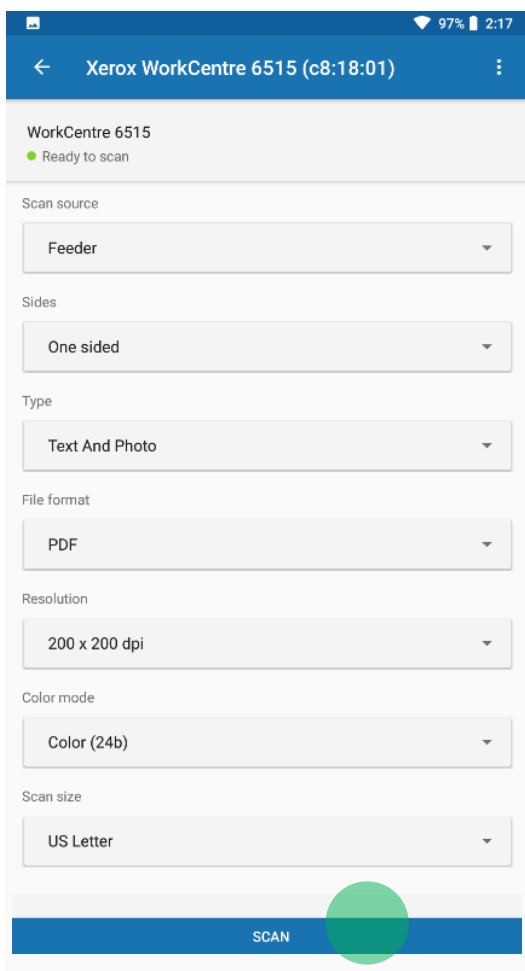 97% 2:17
Xerox WorkCentre 6515 (c8:18:01)
WorkCentre 6515
Ready to scan
Scan source
Feeder
Sides
One sided
Type
Text And Photo
File format
PDF
Resolution
200 x 200 dpi
Color mode
Color (24b)
Scan size
US Letter
SCAN